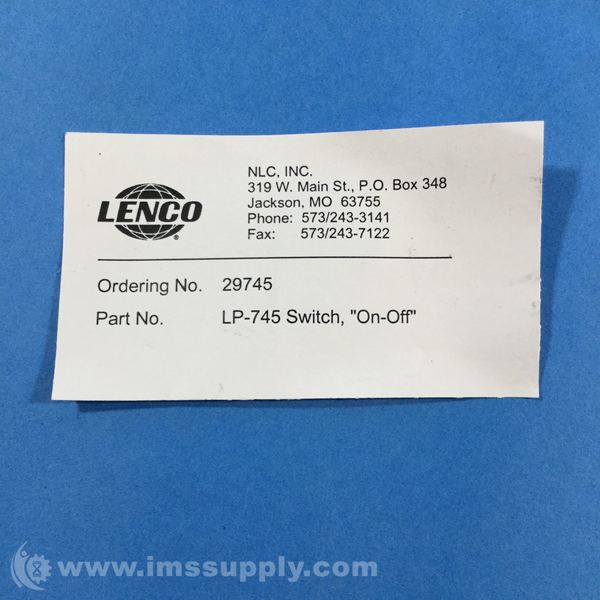 LENCO
®
NLC, INC.
319 W. Main St., P.O. Box 348
Jackson, MO 63755
Phone: 573/243-3141
Fax: 573/243-7122
Ordering No. 29745
Part No. LP-745 Switch, "On-Off"
www.imssupply.com